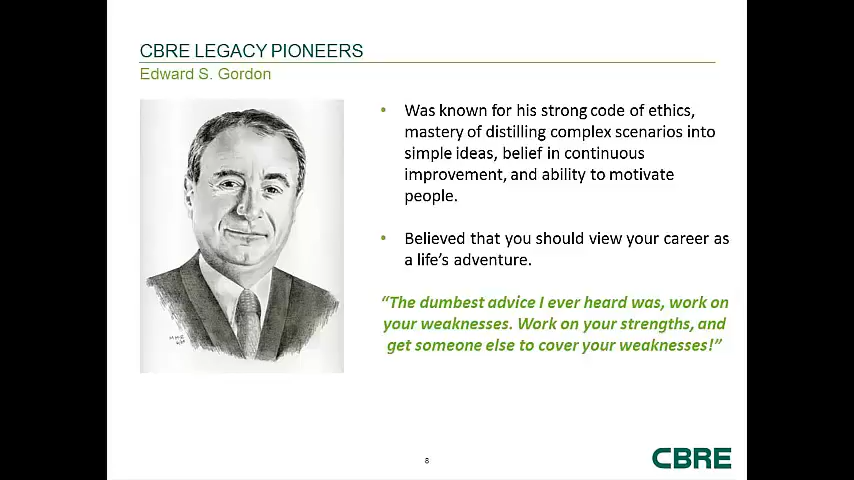 CBRE LEGACY PIONEERS
Edward S. Gordon
• Was known for his strong code of ethics,
mastery of distilling complex scenarios into
simple ideas, belief in continuous
improvement, and ability to motivate
people.
• Believed that you should view your career as
a life’s adventure.
“The dumbest advice I ever heard was, work on
your weaknesses. Work on your strengths, and
get someone else to cover your weaknesses!”
8
CBRE